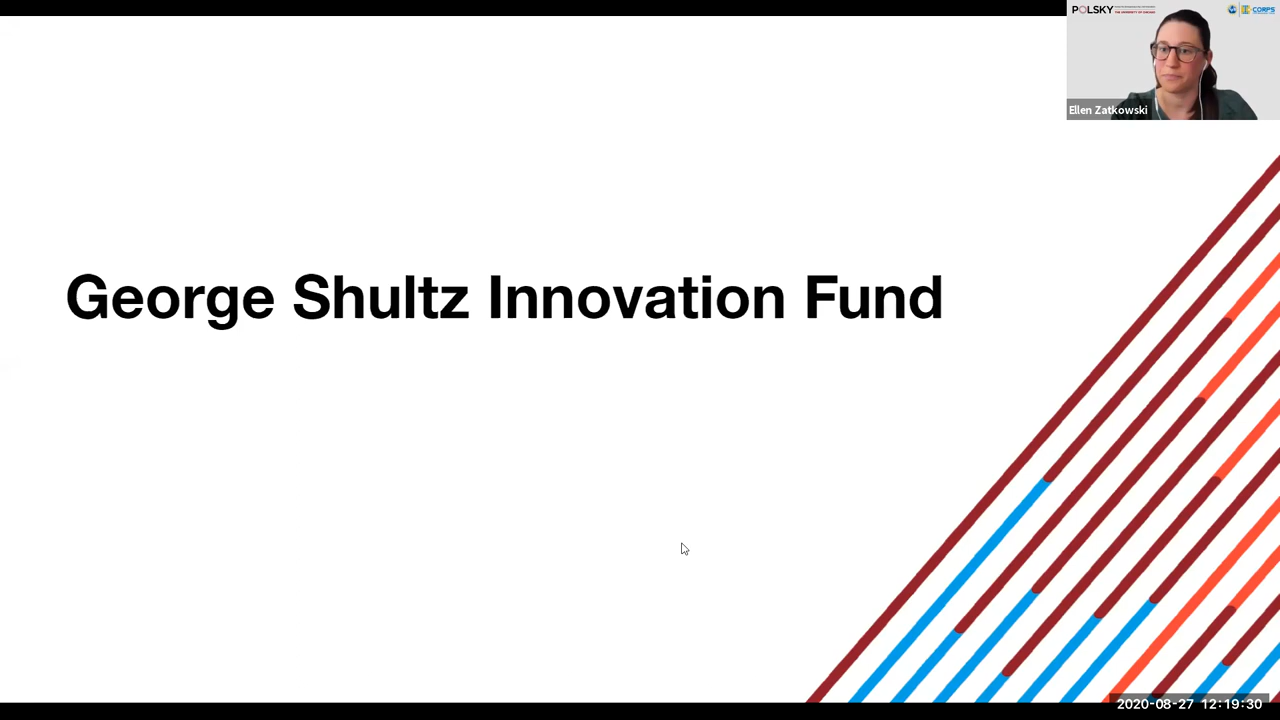 POLSKY
I-CORPS
Ellen Zatkowski
George Shultz Innovation Fund
2020-08-27 12:19:30